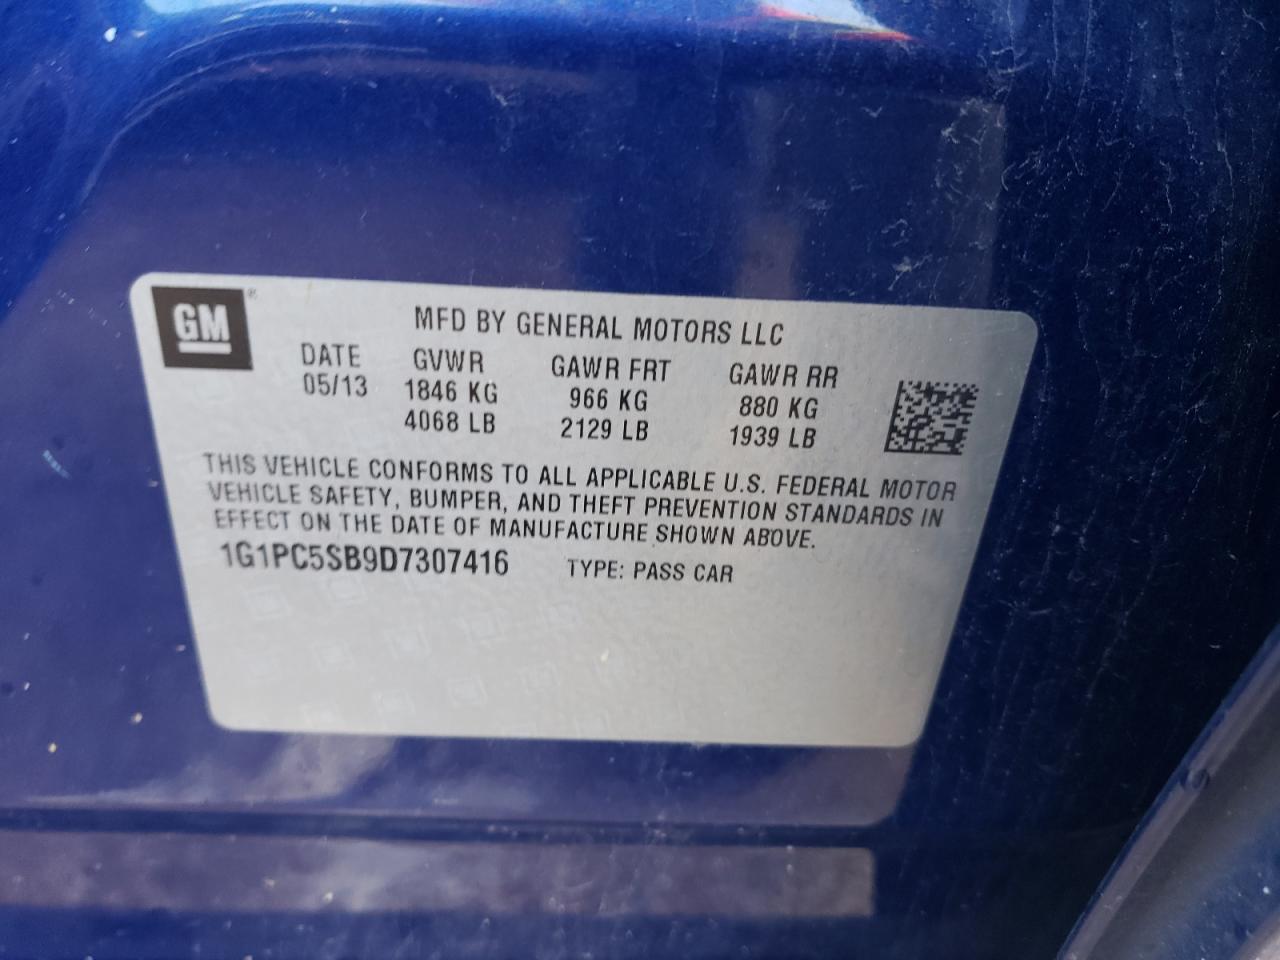 GM ®
MFD BY GENERAL MOTORS LLC
DATE GVWR GAWR FRT GAWR RR
05/13 1846 KG 966 KG 880 KG
4068 LB 2129 LB 1939 LB
THIS VEHICLE CONFORMS TO ALL APPLICABLE U.S. FEDERAL MOTOR
VEHICLE SAFETY, BUMPER, AND THEFT PREVENTION STANDARDS IN
EFFECT ON THE DATE OF MANUFACTURE SHOWN ABOVE.
1G1PC5SB9D7307416 TYPE: PASS CAR